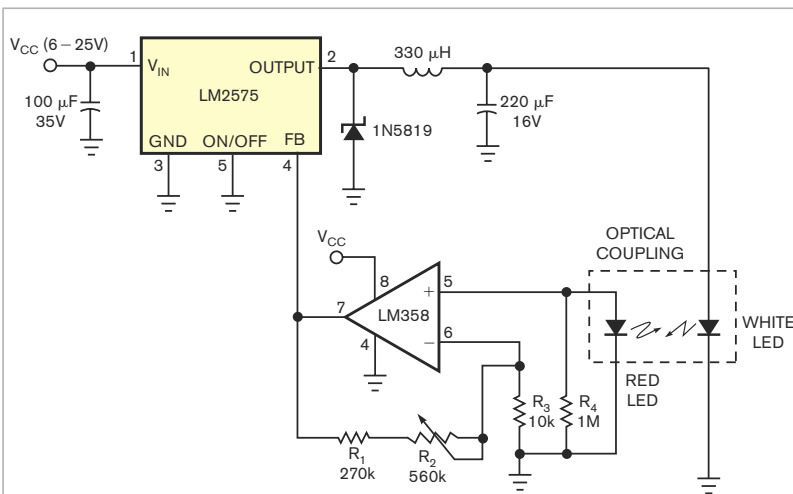 V_CC (6–25V)
1
V_IN
OUTPUT
2
330 μH
LM2575
100 μF
35V
220 μF
16V
1N5819
GND
ON/OFF
FB
3
5
4
OPTICAL
COUPLING
V_CC
8
5
+
7
LM358
6
−
4
WHITE
LED
RED
LED
R_3
10k
R_4
1M
R_1
270k
R_2
560k